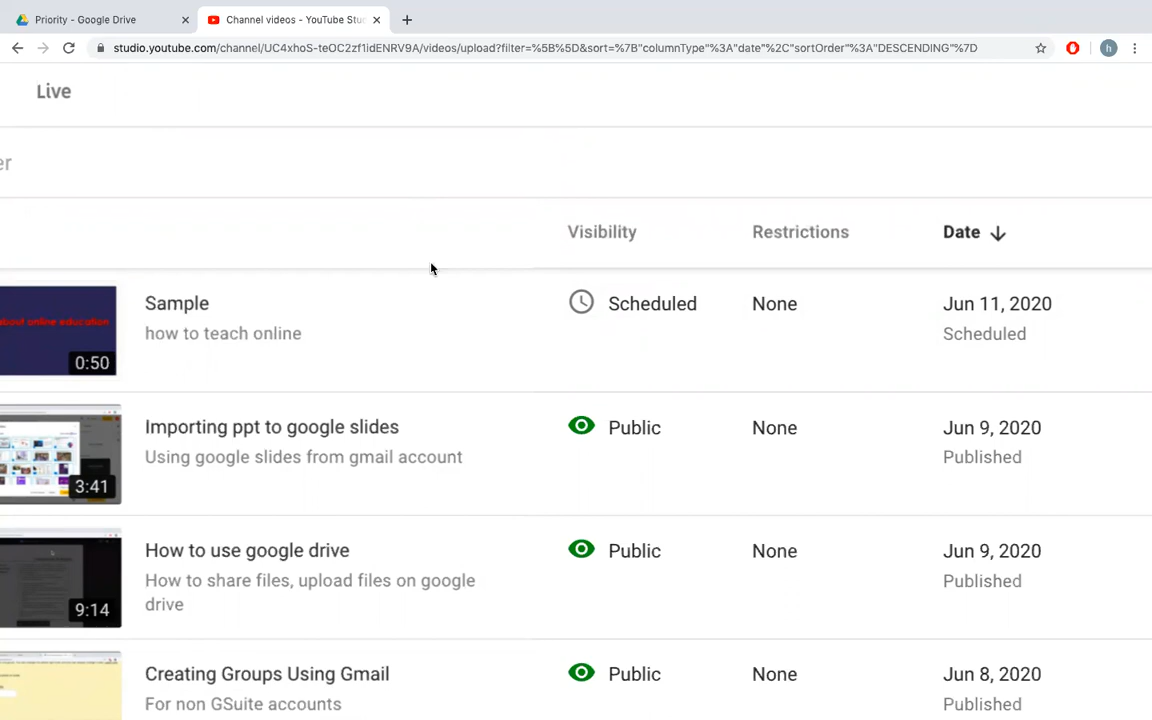 Priority - Google Drive
Channel videos - YouTube Stu
studio.youtube.com/channel/UC4xhoS-teOC2zf1idENRV9A/videos/upload?filter=%5B%5D&sort=%7B"columnType"%3A"date"%2C"sortOrder"%3A"DESCENDING"%7D
h
Live
er
Visibility Restrictions Date
Sample Scheduled None Jun 11, 2020
how to teach online Scheduled
about online education
0:50
Importing ppt to google slides Public None Jun 9, 2020
Using google slides from gmail account Published
3:41
How to use google drive Public None Jun 9, 2020
How to share files, upload files on google Published
drive
9:14
Creating Groups Using Gmail Public None Jun 8, 2020
For non GSuite accounts Published